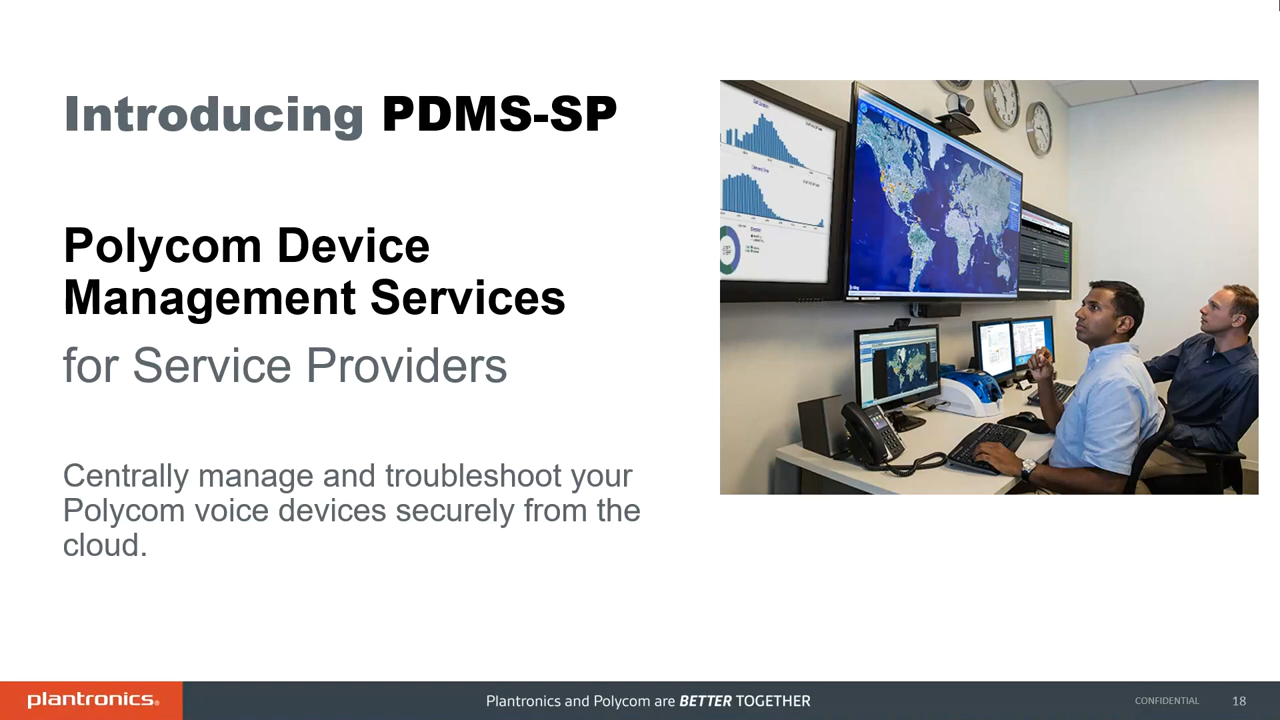 Introducing PDMS-SP
Polycom Device
Management Services
for Service Providers
Centrally manage and troubleshoot your
Polycom voice devices securely from the
cloud.
plantronics.
Plantronics and Polycom are BETTER TOGETHER
CONFIDENTIAL
18